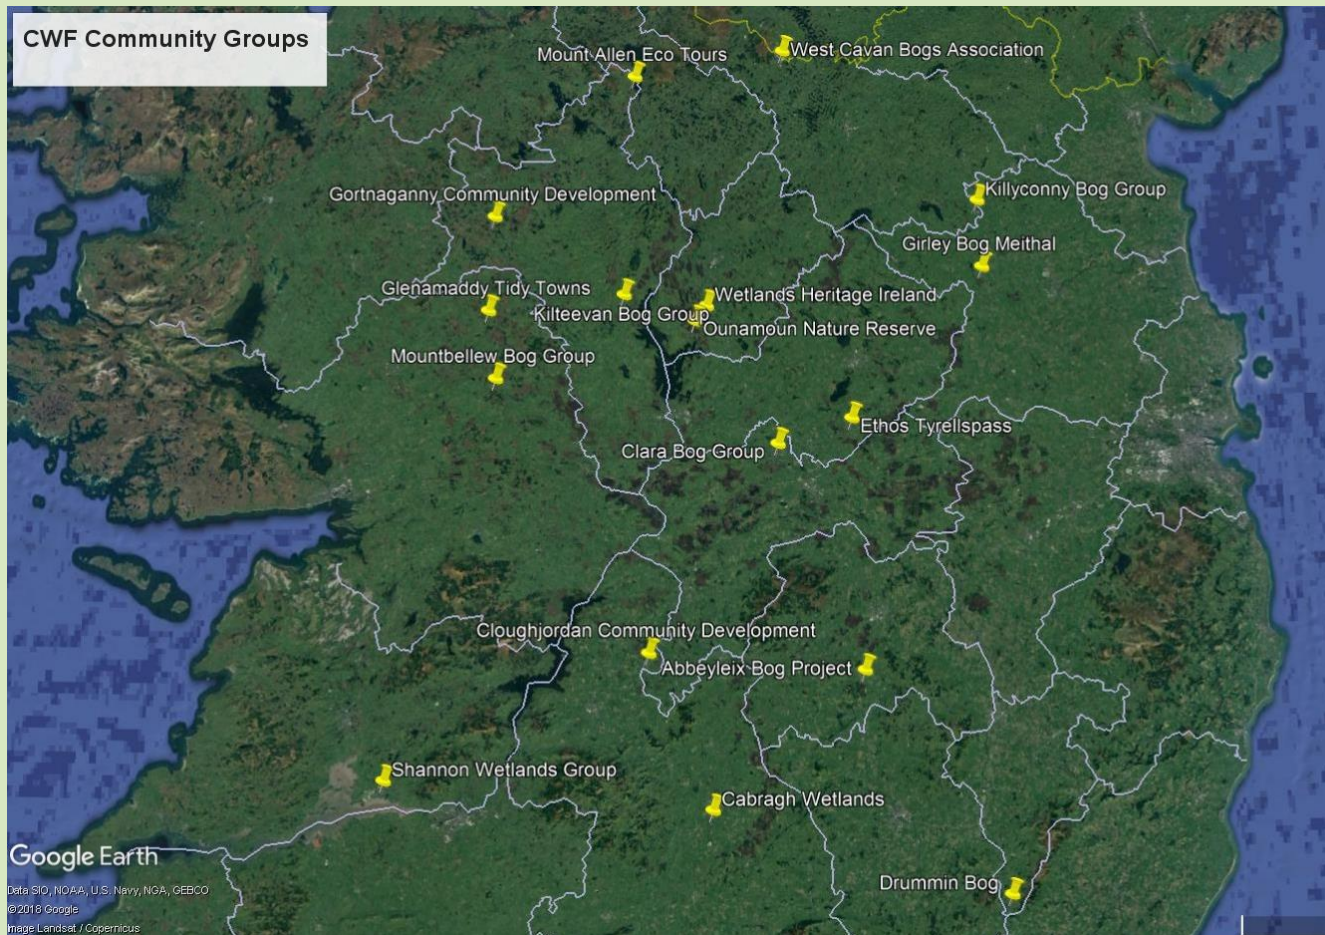 CWF Community Groups
Mount Allen Eco Tours
West Cavan Bogs Association
Gortnaganny Community Development
Killyconny Bog Group
Girley Bog Meithal
Glenamaddy Tidy Towns
Wetlands Heritage Ireland
Kilteevan Bog Group
Ounamoun Nature Reserve
Mountbellew Bog Group
Ethos Tyrellspass
Clara Bog Group
Cloughjordan Community Development
Abbeyleix Bog Project
Shannon Wetlands Group
Cabragh Wetlands
Drummin Bog
Google Earth
Data SIO, NOAA, U.S. Navy, NGA, GEBCO
©2018 Google
Image Landsat / Copernicus